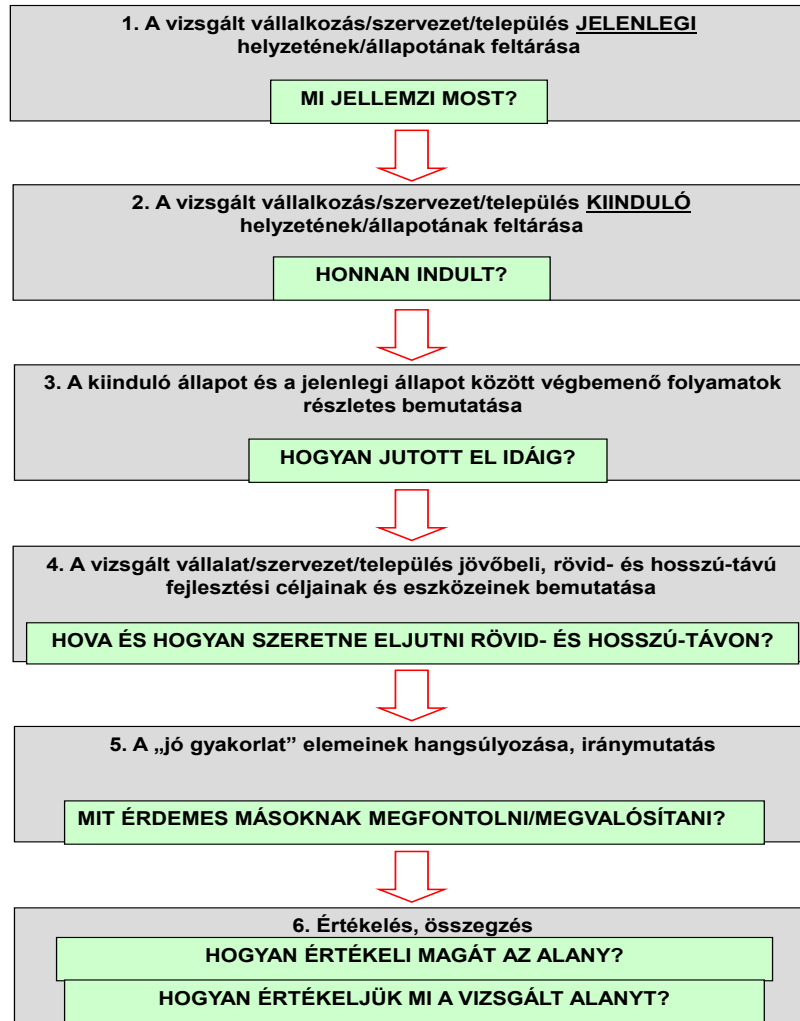 1. A vizsgált vállalkozás/szervezet/település JELENLEGI
helyzetének/állapotának feltárása
MI JELLEMZI MOST?
2. A vizsgált vállalkozás/szervezet/település KIINDULÓ
helyzetének/állapotának feltárása
HONNAN INDULT?
3. A kiinduló állapot és a jelenlegi állapot között végbemenő folyamatok
részletes bemutatása
HOGYAN JUTOTT EL IDÁIG?
4. A vizsgált vállalat/szervezet/település jövőbeli, rövid- és hosszú-távú
fejlesztési céljainak és eszközeinek bemutatása
HOVA ÉS HOGYAN SZERETNE ELJUTNI RÖVID- ÉS HOSSZÚ-TÁVON?
5. A „jó gyakorlat” elemeinek hangsúlyozása, iránymutatás
MIT ÉRDEMES MÁSOKNAK MEGFONTOLNI/MEGVALÓSÍTANI?
6. Értékelés, összegzés
HOGYAN ÉRTÉKELI MAGÁT AZ ALANY?
HOGYAN ÉRTÉKELJÜK MI A VIZSGÁLT ALANYT?